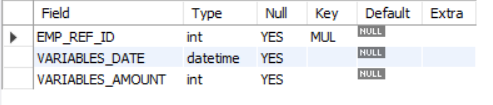 Field Type Null Key Default Extra
EMP_REF_ID int YES MUL NULL
VARIABLES_DATE datetime YES NULL
VARIABLES_AMOUNT int YES NULL